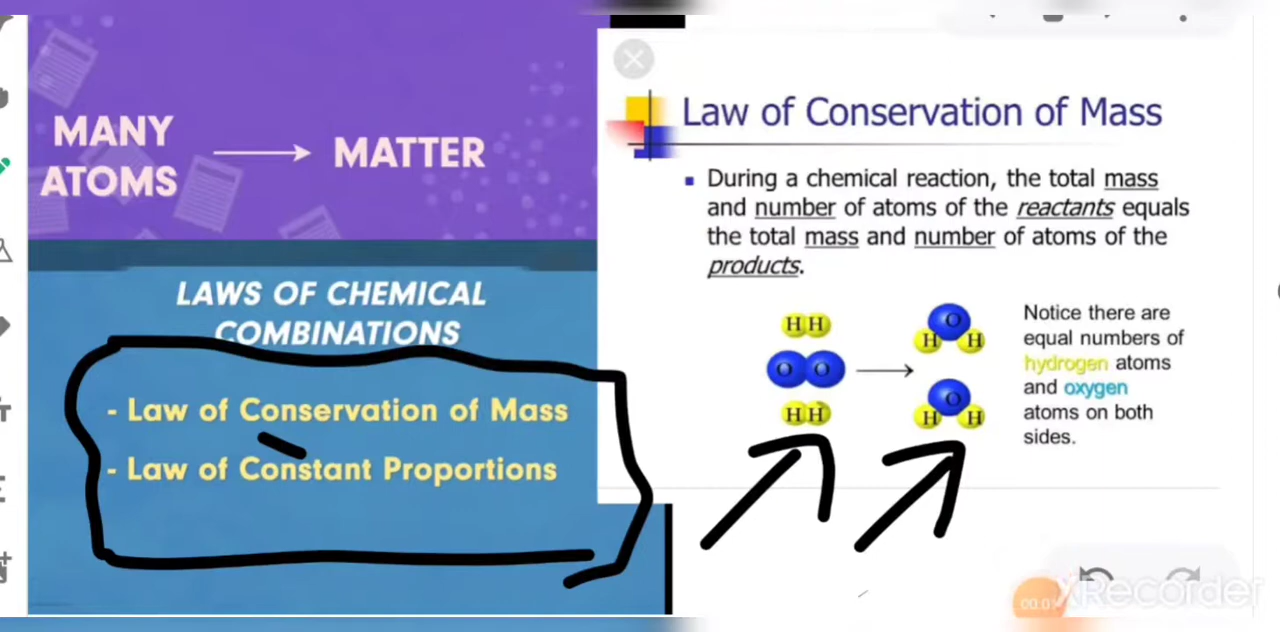 MANY
ATOMS
MATTER
LAWS OF CHEMICAL
COMBINATIONS
- Law of Conservation of Mass
- Law of Constant Proportions
Law of Conservation of Mass
During a chemical reaction, the total mass
and number of atoms of the reactants equals
the total mass and number of atoms of the
products.
H H
O O
H H
O
H H
O
H H
Notice there are
equal numbers of
hydrogen atoms
and oxygen
atoms on both
sides.
XRecorder